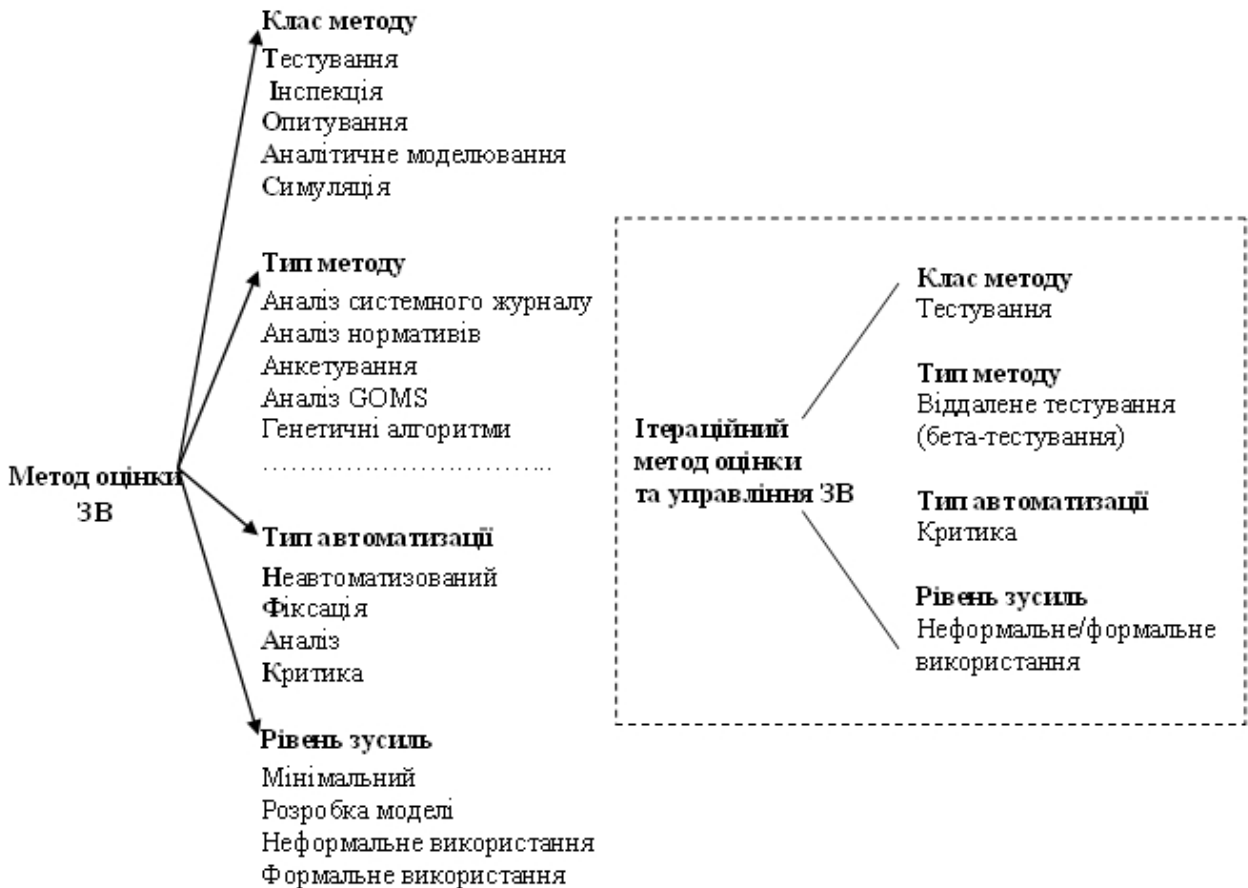 Клас методу
Тестування
Інспекція
Опитування
Аналітичне моделювання
Симуляція
Тип методу
Аналіз системного журналу
Аналіз нормативів
Анкетування
Аналіз GOMS
Генетичні алгоритми
……………………………..
Метод оцінки
ЗВ
Тип автоматизації
Неавтоматизований
Фіксація
Аналіз
Критика
Рівень зусиль
Мінімальний
Розробка моделі
Неформальне використання
Формальне використання
Ітераційний
метод оцінки
та управління ЗВ
Клас методу
Тестування
Тип методу
Віддалене тестування
(бета-тестування)
Тип автоматизації
Критика
Рівень зусиль
Неформальне/формальне
використання